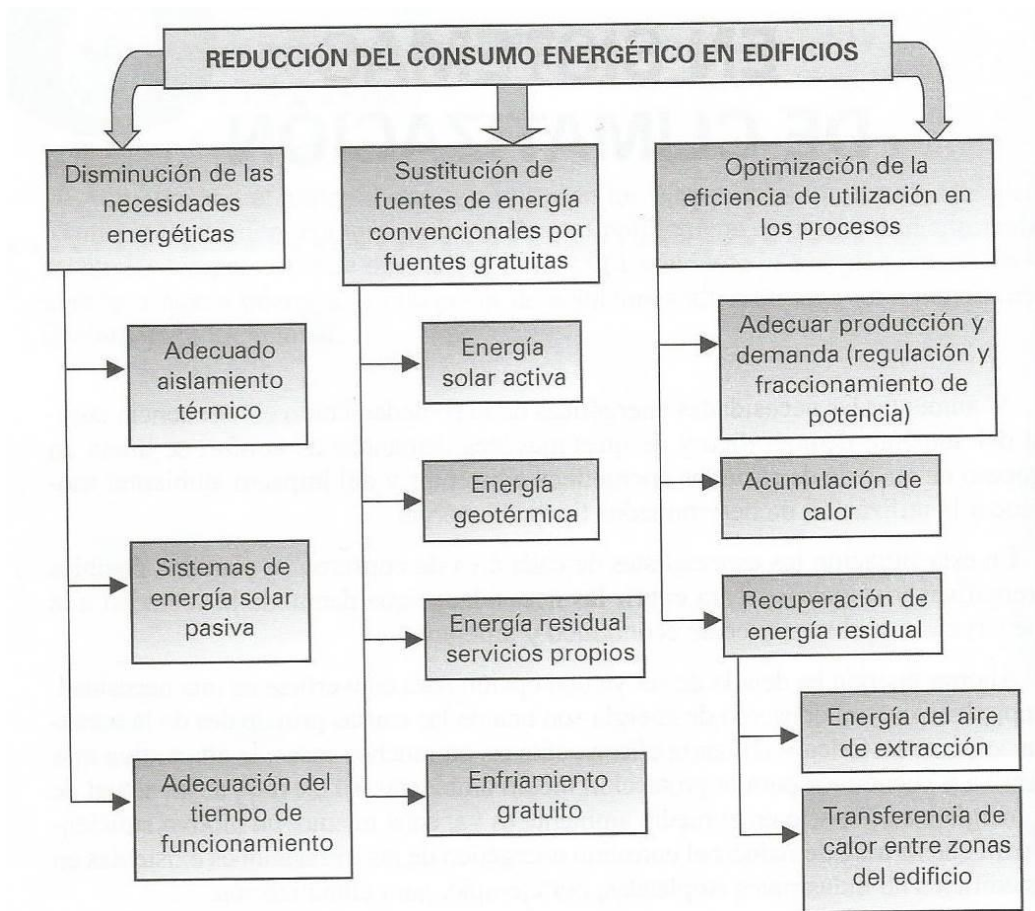 REDUCCIÓN DEL CONSUMO ENERGÉTICO EN EDIFICIOS
Disminución de las
necesidades
energéticas
Adecuado
aislamiento
térmico
Sistemas de
energía solar
pasiva
Adecuación del
tiempo de
funcionamiento
Sustitución de
fuentes de energía
convencionales por
fuentes gratuitas
Energía
solar activa
Energía
geotérmica
Energía residual
servicios propios
Enfriamiento
gratuito
Optimización de la
eficiencia de utilización en
los procesos
Adecuar producción y
demanda (regulación y
fraccionamiento de
potencia)
Acumulación de
calor
Recuperación de
energía residual
Energía del aire
de extracción
Transferencia de
calor entre zonas
del edificio